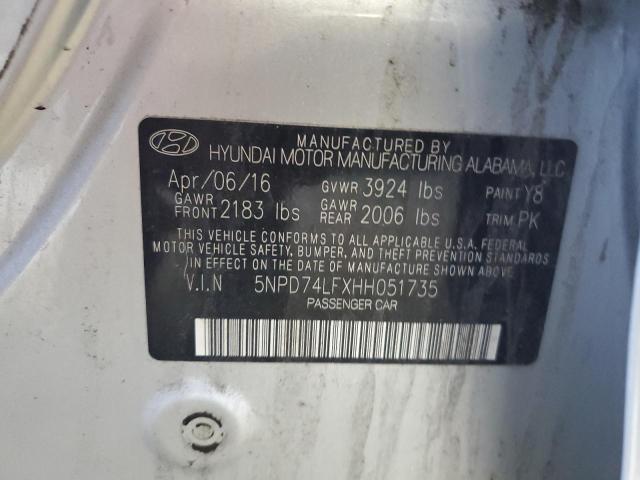 MANUFACTURED BY
HYUNDAI MOTOR MANUFACTURING ALABAMA, LLC
Apr/06/16 GVWR 3924 lbs PAINT Y8
GAWR FRONT 2183 lbs GAWR REAR 2006 lbs TRIM PK
THIS VEHICLE CONFORMS TO ALL APPLICABLE U.S.A. FEDERAL
MOTOR VEHICLE SAFETY, BUMPER, AND THEFT PREVENTION
STANDARDS IN EFFECT ON THE DATE OF MANUFACTURE SHOWN ABOVE.
V.I.N 5NPD74LFXHH051735
PASSENGER CAR